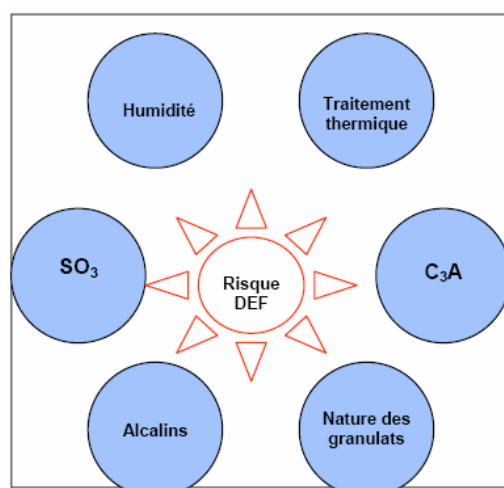 Humidité
Traitement
thermique
SO₃
Risque
DEF
C₃A
Alcalins
Nature des
granulats